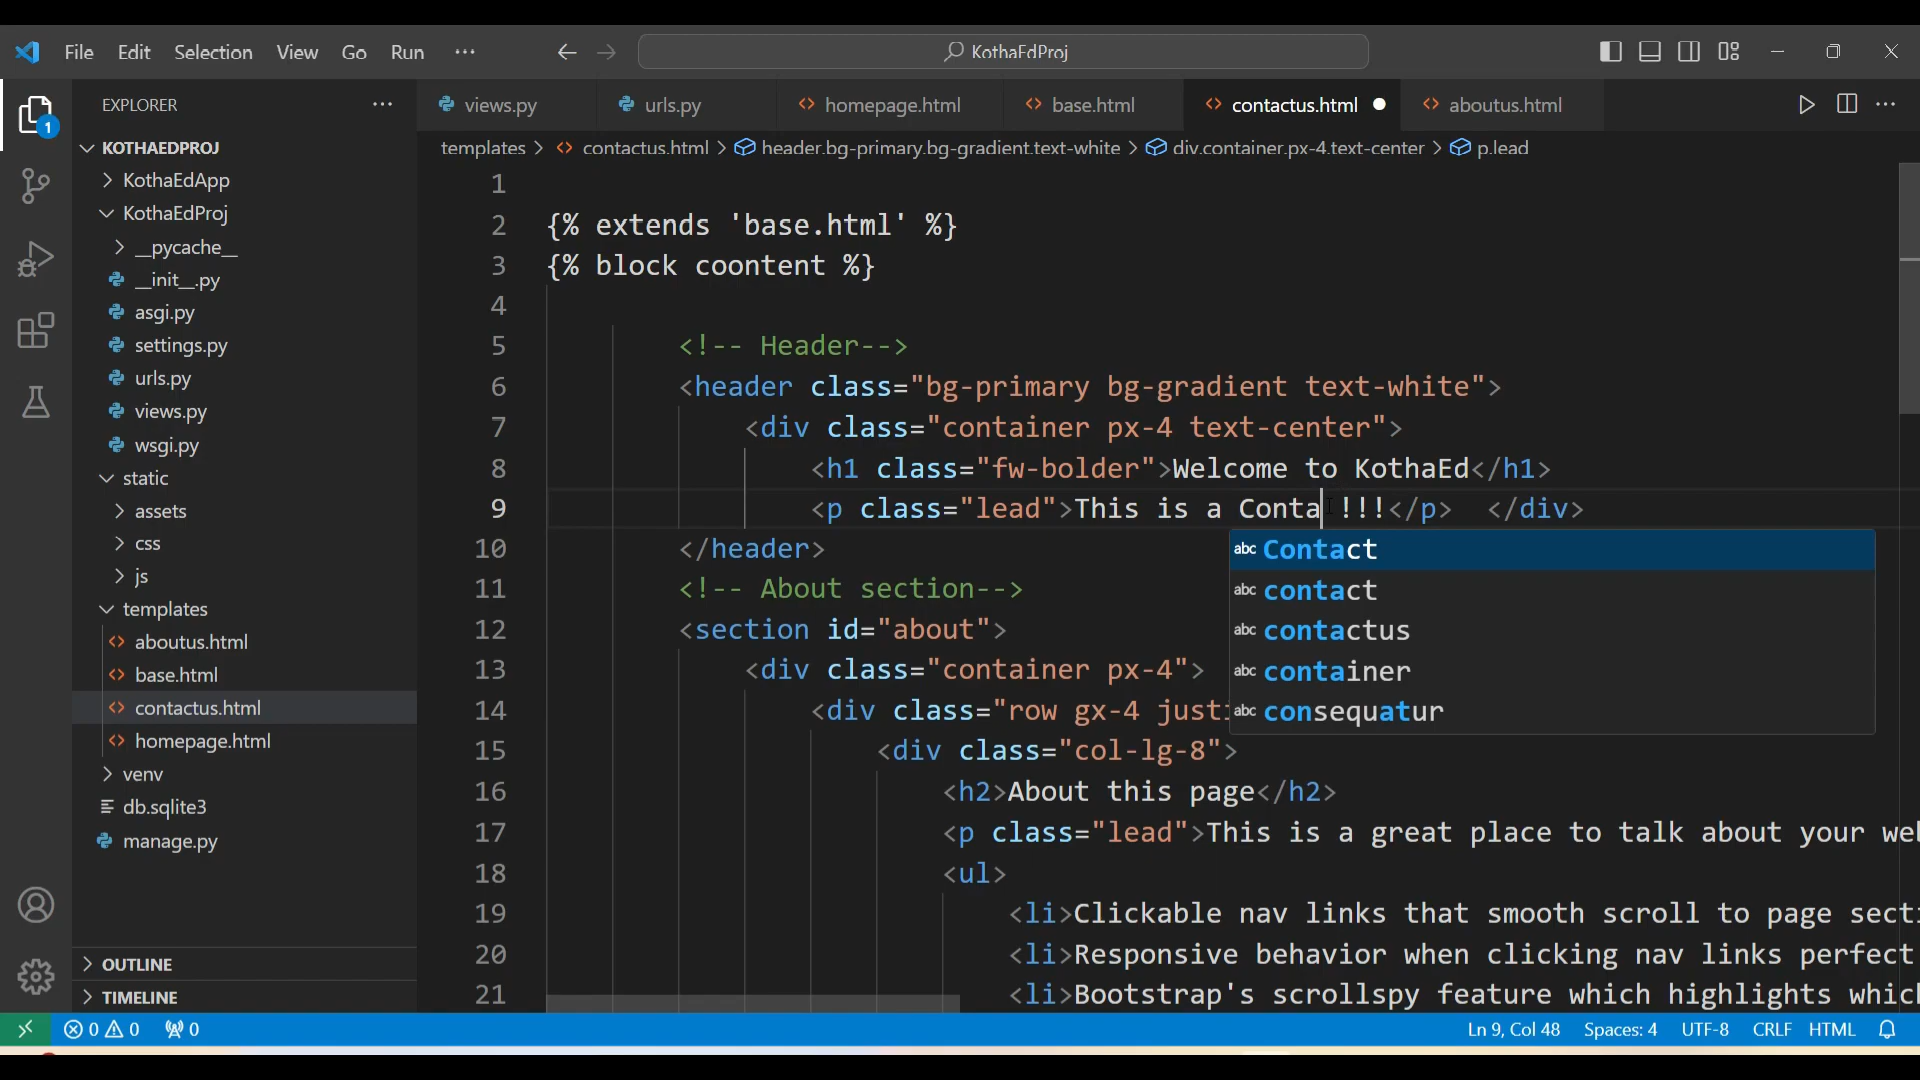 File Edit Selection View Go Run ···
KothaEdProj
EXPLORER
1
KOTHAEDPROJ
KothaEdApp
KothaEdProj
__pycache__
__init__.py
asgi.py
settings.py
urls.py
views.py
wsgi.py
static
assets
css
js
templates
aboutus.html
base.html
contactus.html
homepage.html
venv
db.sqlite3
manage.py
OUTLINE
TIMELINE
views.py urls.py homepage.html base.html contactus.html aboutus.html
templates > contactus.html > header.bg-primary.bg-gradient.text-white > div.container.px-4.text-center > p.lead
1
2 {% extends 'base.html' %}
3 {% block coontent %}
4
5 <!-- Header-->
6 <header class="bg-primary bg-gradient text-white">
7 <div class="container px-4 text-center">
8 <h1 class="fw-bolder">Welcome to KothaEd</h1>
9 <p class="lead">This is a Conta !!!</p> </div>
10 </header>
11 <!-- About section-->
12 <section id="about">
13 <div class="container px-4">
14 <div class="row gx-4 justi
15 <div class="col-lg-8">
16 <h2>About this page</h2>
17 <p class="lead">This is a great place to talk about your we
18 <ul>
19 <li>Clickable nav links that smooth scroll to page secti
20 <li>Responsive behavior when clicking nav links perfect
21 <li>Bootstrap's scrollspy feature which highlights whic
abc Contact
abc contact
abc contactus
abc container
abc consequatur
0 0 0 Ln 9, Col 48 Spaces: 4 UTF-8 CRLF HTML